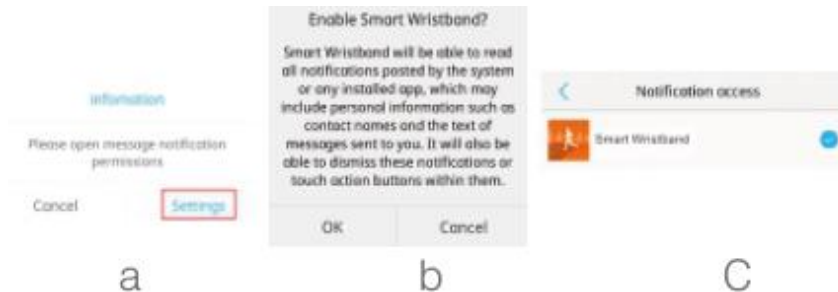 Infomation
Please open message notification
permissions
Cancel
Settings
a
Enable Smart Wristband?
Smart Wristband will be able to read
all notifications posted by the system
or any installed app, which may
include personal information such as
contact names and the text of
messages sent to you. It will also be
able to dismiss these notifications or
touch action buttons within them.
OK
Cancel
b
Notification access
Smart Wristband
C